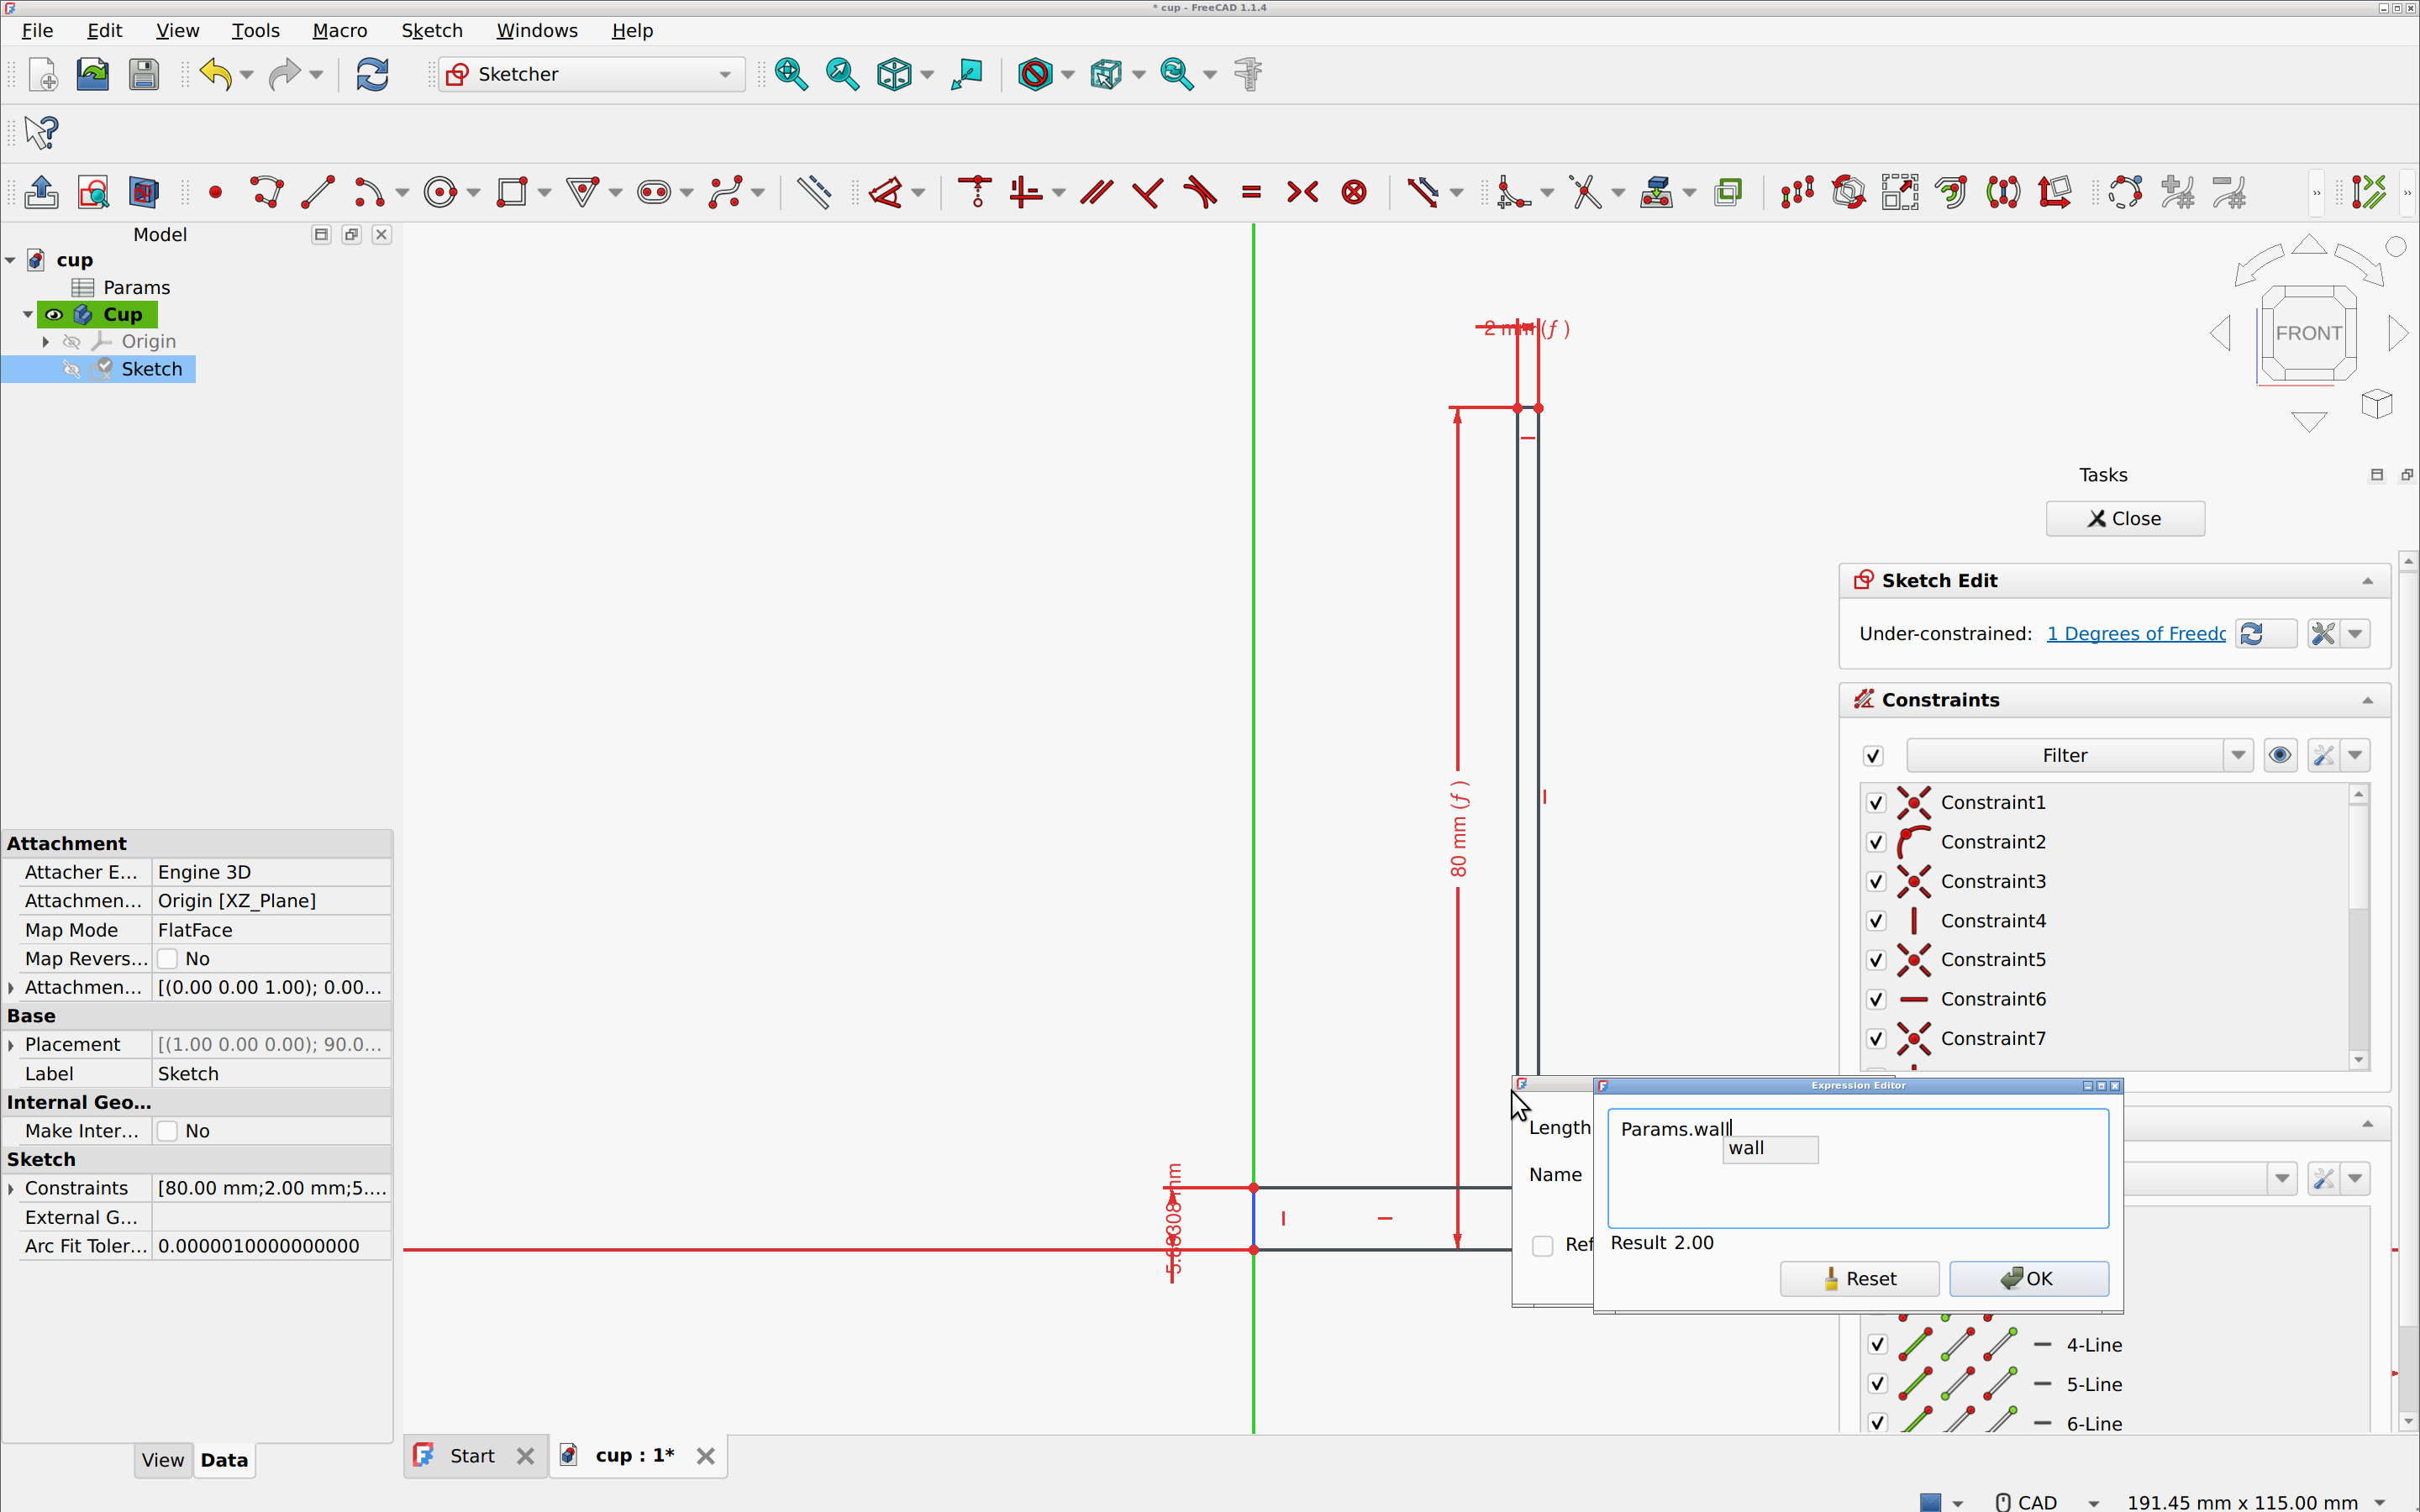 * cup - FreeCAD 1.1.4
File Edit View Tools Macro Sketch Windows Help
Sketcher
Model
cup
Params
Cup
Origin
Sketch
Attachment
Attacher E... Engine 3D
Attachmen... Origin [XZ_Plane]
Map Mode FlatFace
Map Revers... No
Attachmen... [(0.00 0.00 1.00); 0.00...
Base
Placement [(1.00 0.00 0.00); 90.0...
Label Sketch
Internal Geo...
Make Inter... No
Sketch
Constraints [80.00 mm;2.00 mm;5....
External G...
Arc Fit Toler... 0.0000010000000000
View Data
2 mm (ƒ )
80 mm (ƒ )
FRONT
Tasks
Close
Sketch Edit
Under-constrained: 1 Degrees of Freedo
Constraints
Filter
Constraint1
Constraint2
Constraint3
Constraint4
Constraint5
Constraint6
Constraint7
Length
Name
Ref
Expression Editor
Params.wall
wall
Result 2.00
Reset OK
4-Line
5-Line
6-Line
Start cup : 1*
CAD 191.45 mm x 115.00 mm